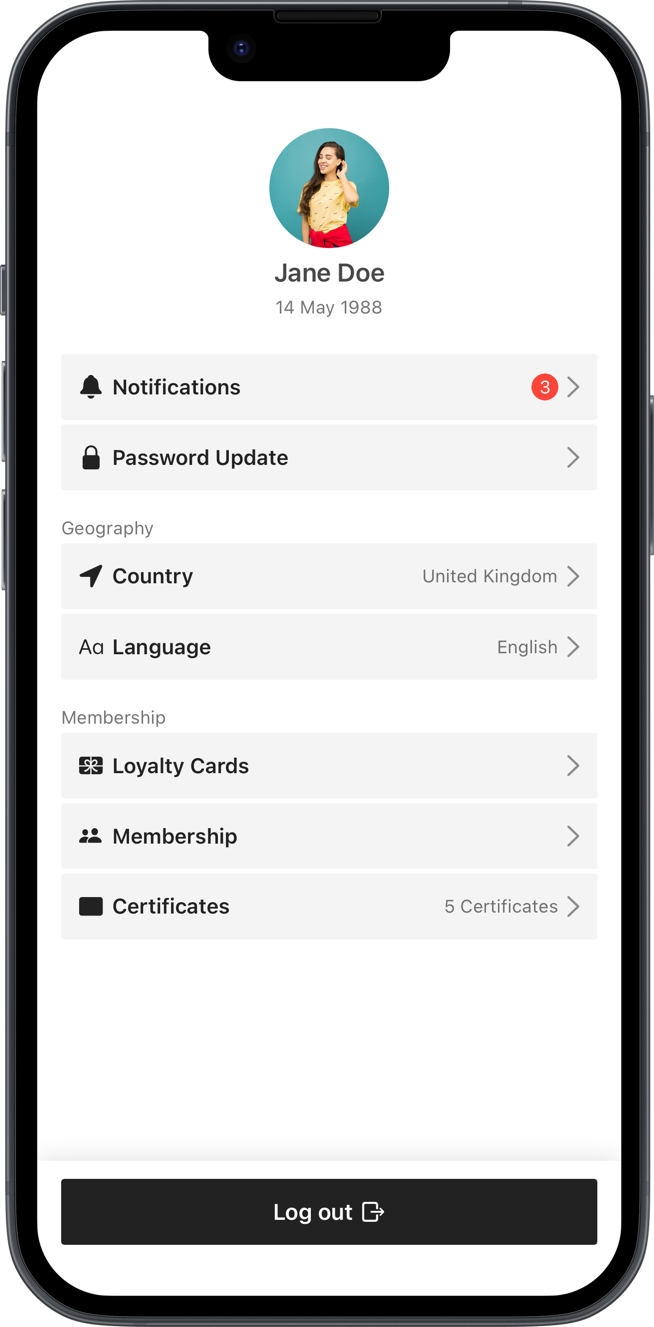 Jane Doe
14 May 1988
Notifications 3
Password Update
Geography
Country United Kingdom
Aa Language English
Membership
Loyalty Cards
Membership
Certificates 5 Certificates
Log out